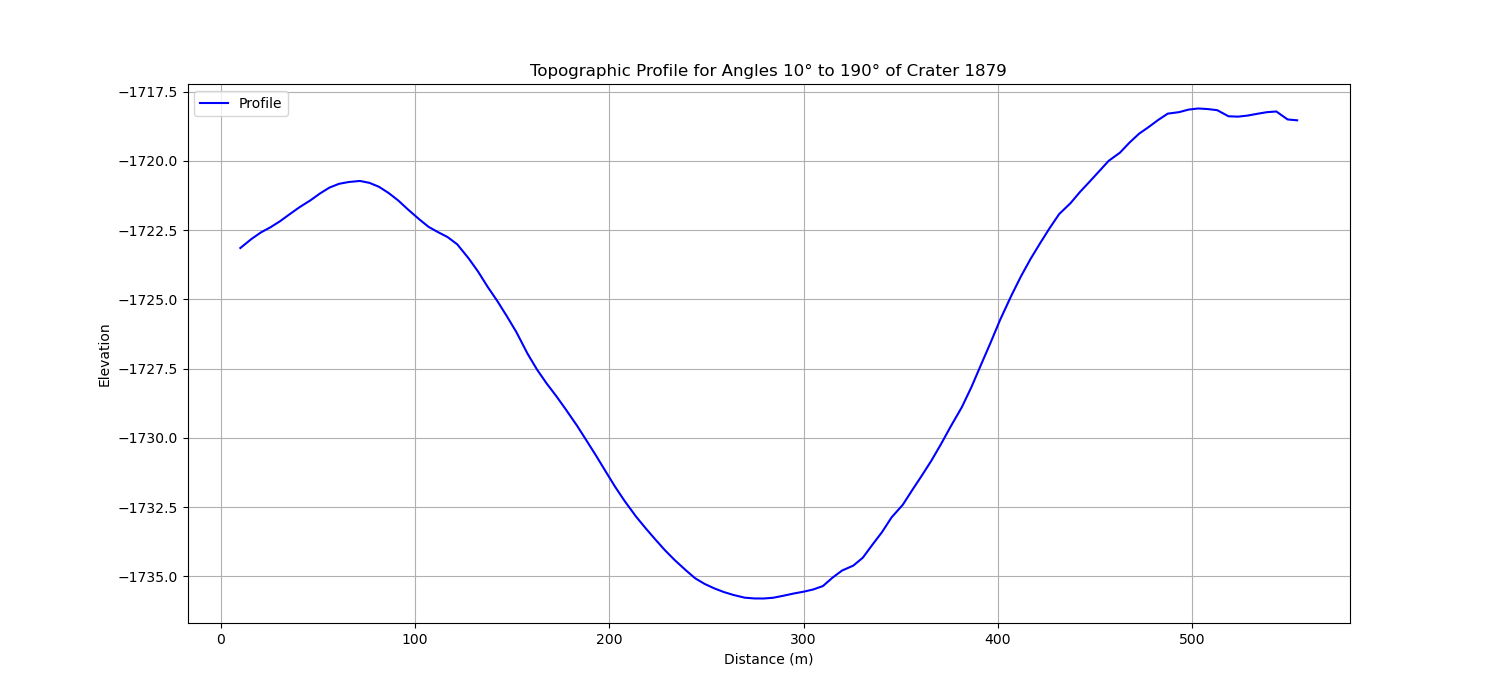 Topographic Profile for Angles 10° to 190° of Crater 1879
Profile
−1717.5
−1720.0
−1722.5
−1725.0
−1727.5
−1730.0
−1732.5
−1735.0
Elevation
0 100 200 300 400 500
Distance (m)